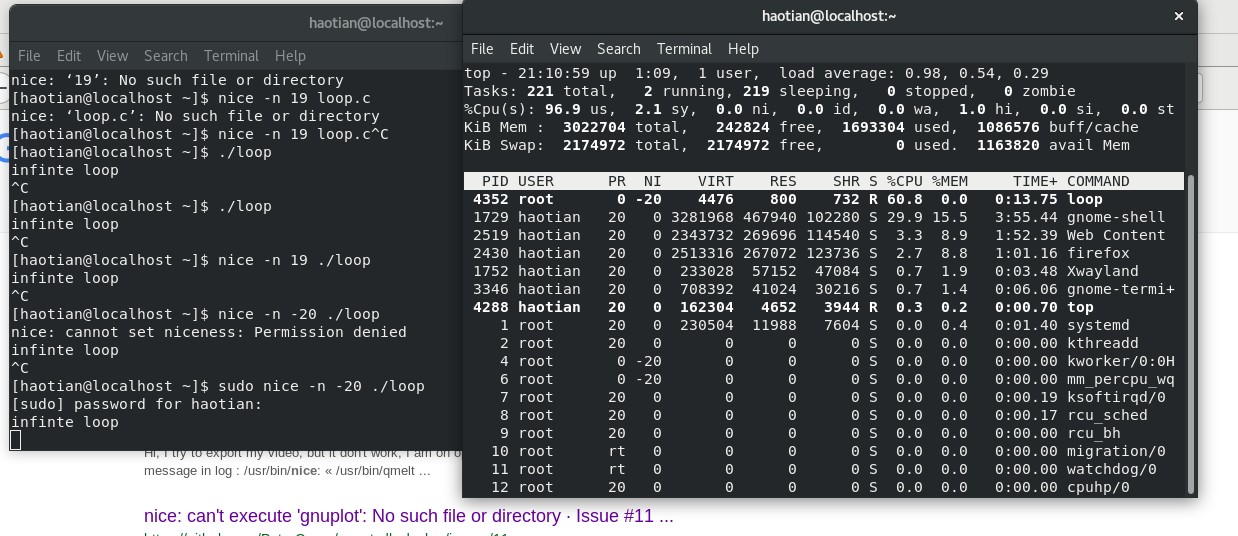 haotian@localhost:~
File Edit View Search Terminal Help
nice: ‘19’: No such file or directory
[haotian@localhost ~]$ nice -n 19 loop.c
nice: ‘loop.c’: No such file or directory
[haotian@localhost ~]$ nice -n 19 loop.c^C
[haotian@localhost ~]$ ./loop
infinte loop
^C
[haotian@localhost ~]$ ./loop
infinte loop
^C
[haotian@localhost ~]$ nice -n 19 ./loop
infinte loop
^C
[haotian@localhost ~]$ nice -n -20 ./loop
nice: cannot set niceness: Permission denied
infinte loop
^C
[haotian@localhost ~]$ sudo nice -n -20 ./loop
[sudo] password for haotian:
infinte loop
haotian@localhost:~ ×
File Edit View Search Terminal Help
top - 21:10:59 up  1:09,  1 user,  load average: 0.98, 0.54, 0.29
Tasks: 221 total,   2 running, 219 sleeping,   0 stopped,   0 zombie
%Cpu(s): 96.9 us,  2.1 sy,  0.0 ni,  0.0 id,  0.0 wa,  1.0 hi,  0.0 si,  0.0 st
KiB Mem :  3022704 total,   242824 free,  1693304 used,  1086576 buff/cache
KiB Swap:  2174972 total,  2174972 free,        0 used.  1163820 avail Mem
PID USER PR NI VIRT RES SHR S %CPU %MEM TIME+ COMMAND
4352 root 0 -20 4476 800 732 R 60.8 0.0 0:13.75 loop
1729 haotian 20 0 3281968 467940 102280 S 29.9 15.5 3:55.44 gnome-shell
2519 haotian 20 0 2343732 269696 114540 S 3.3 8.9 1:52.39 Web Content
2430 haotian 20 0 2513316 267072 123736 S 2.7 8.8 1:01.16 firefox
1752 haotian 20 0 233028 57152 47084 S 0.7 1.9 0:03.48 Xwayland
3346 haotian 20 0 708392 41024 30216 S 0.7 1.4 0:06.06 gnome-termi+
4288 haotian 20 0 162304 4652 3944 R 0.3 0.2 0:00.70 top
1 root 20 0 230504 11988 7604 S 0.0 0.4 0:01.40 systemd
2 root 20 0 0 0 0 S 0.0 0.0 0:00.00 kthreadd
4 root 0 -20 0 0 0 S 0.0 0.0 0:00.00 kworker/0:0H
6 root 0 -20 0 0 0 S 0.0 0.0 0:00.00 mm_percpu_wq
7 root 20 0 0 0 0 S 0.0 0.0 0:00.19 ksoftirqd/0
8 root 20 0 0 0 0 S 0.0 0.0 0:00.17 rcu_sched
9 root 20 0 0 0 0 S 0.0 0.0 0:00.00 rcu_bh
10 root rt 0 0 0 0 S 0.0 0.0 0:00.00 migration/0
11 root rt 0 0 0 0 S 0.0 0.0 0:00.00 watchdog/0
12 root 20 0 0 0 0 S 0.0 0.0 0:00.00 cpuhp/0
Hi, I try to export my video, but it don't work, I am on
message in log : /usr/bin/nice: « /usr/bin/qmelt ...
nice: can't execute 'gnuplot': No such file or directory · Issue #11 ...